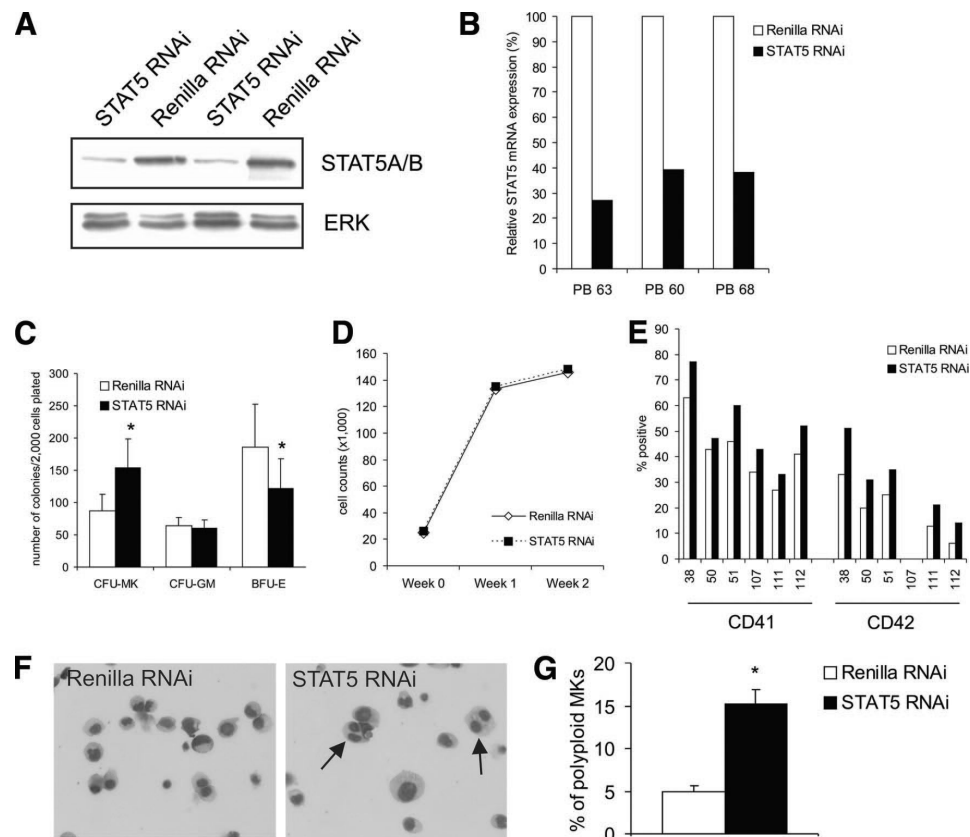 A
STAT5 RNAi
Renilla RNAi
STAT5 RNAi
Renilla RNAi
STAT5A/B
ERK
B
Relative STAT5 mRNA expression (%)
100
90
80
70
60
50
40
30
20
10
0
PB 63 PB 60 PB 68
Renilla RNAi
STAT5 RNAi
C
number of colonies/2,000 cells plated
300
250
200
150
100
50
0
Renilla RNAi
STAT5 RNAi
* *
CFU-MK CFU-GM BFU-E
D
cell counts (x1,000)
160
140
120
100
80
60
40
20
0
Renilla RNAi
STAT5 RNAi
Week 0 Week 1 Week 2
E
% positive
90
80
70
60
50
40
30
20
10
0
Renilla RNAi
STAT5 RNAi
38 50 51 107 111 112 38 50 51 107 111 112
CD41 CD42
F
Renilla RNAi STAT5 RNAi
G
% of polyploid MKs
20
15
10
5
0
*
Renilla RNAi
STAT5 RNAi